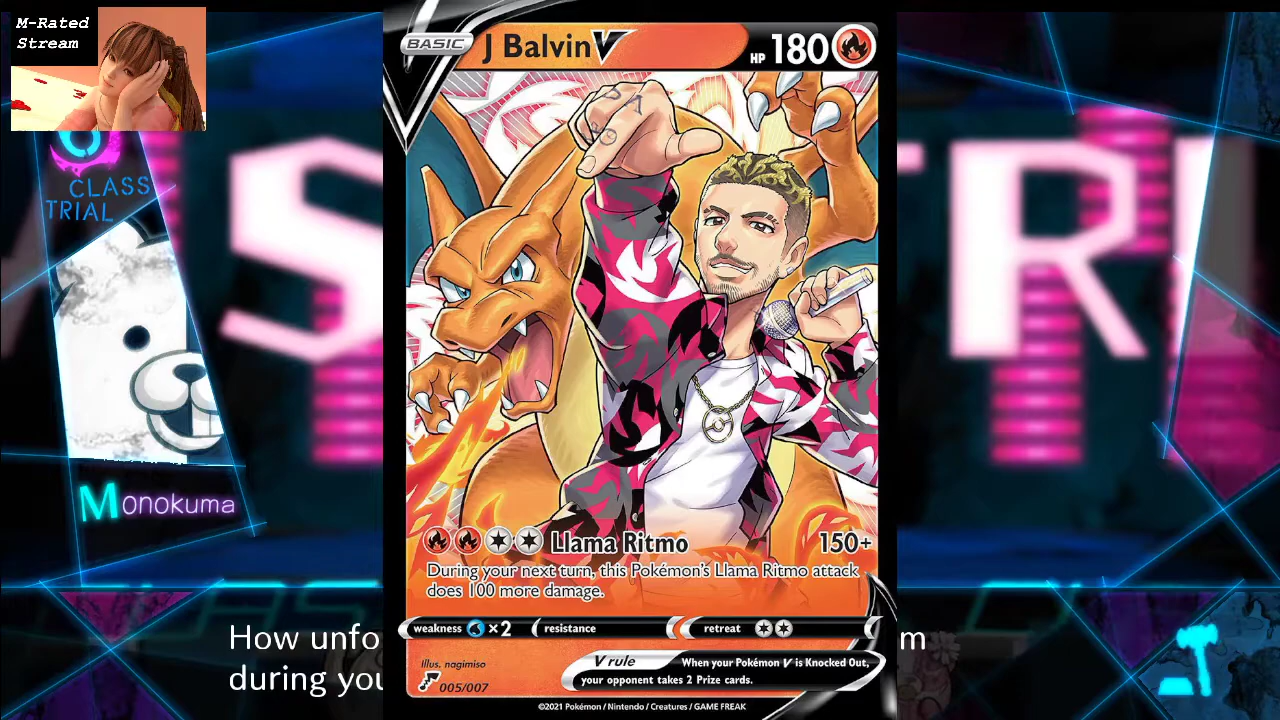 M-Rated
Stream
CLASS
TRIAL
Monokuma
BASIC
J Balvin V
HP 180
Llama Ritmo 150+
During your next turn, this Pokémon's Llama Ritmo attack
does 100 more damage.
weakness ×2 resistance retreat
Illus. nagimiso
005/007
V rule When your Pokémon V is Knocked Out,
your opponent takes 2 Prize cards.
©2021 Pokémon / Nintendo / Creatures / GAME FREAK
How
during